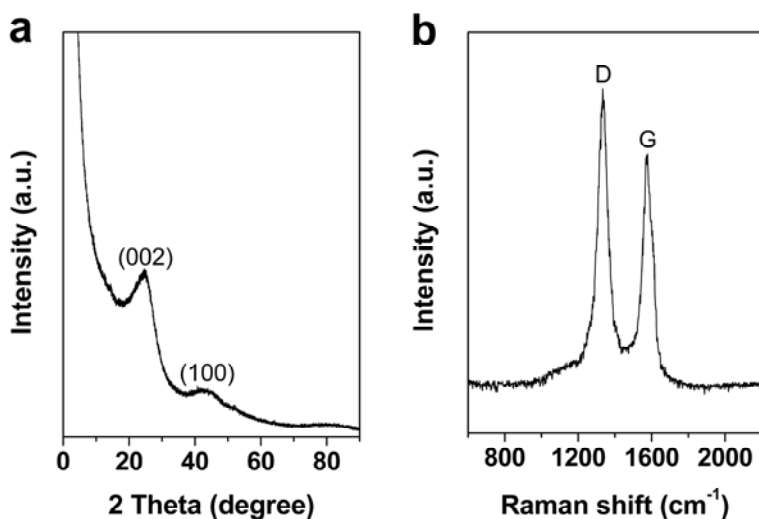 a
Intensity (a.u.)
(002)
(100)
0 20 40 60 80
2 Theta (degree)
b
Intensity (a.u.)
D
G
800 1200 1600 2000
Raman shift (cm⁻¹)